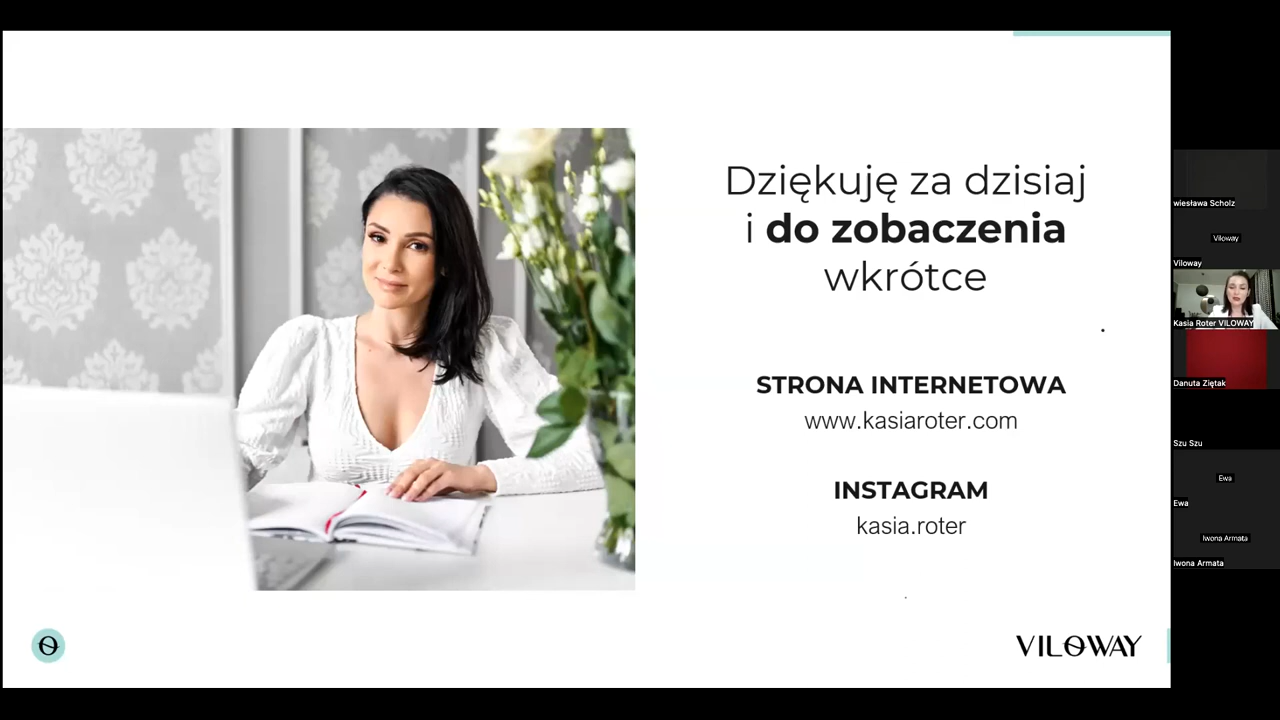 Dziękuję za dzisiaj
i do zobaczenia
wkrótce
STRONA INTERNETOWA
www.kasiaroter.com
INSTAGRAM
kasia.roter
VILOWAY
wiesława Scholz
Viloway
Viloway
Kasia Roter VILOWAY
Danuta Ziętak
Szu Szu
Ewa
Ewa
Iwona Armata
Iwona Armata